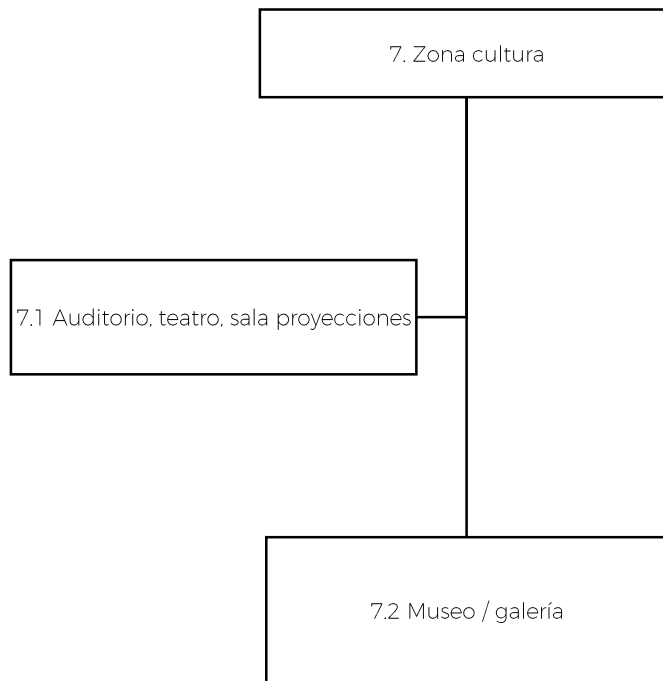 7. Zona cultura
7.1 Auditorio, teatro, sala proyecciones
7.2 Museo / galería